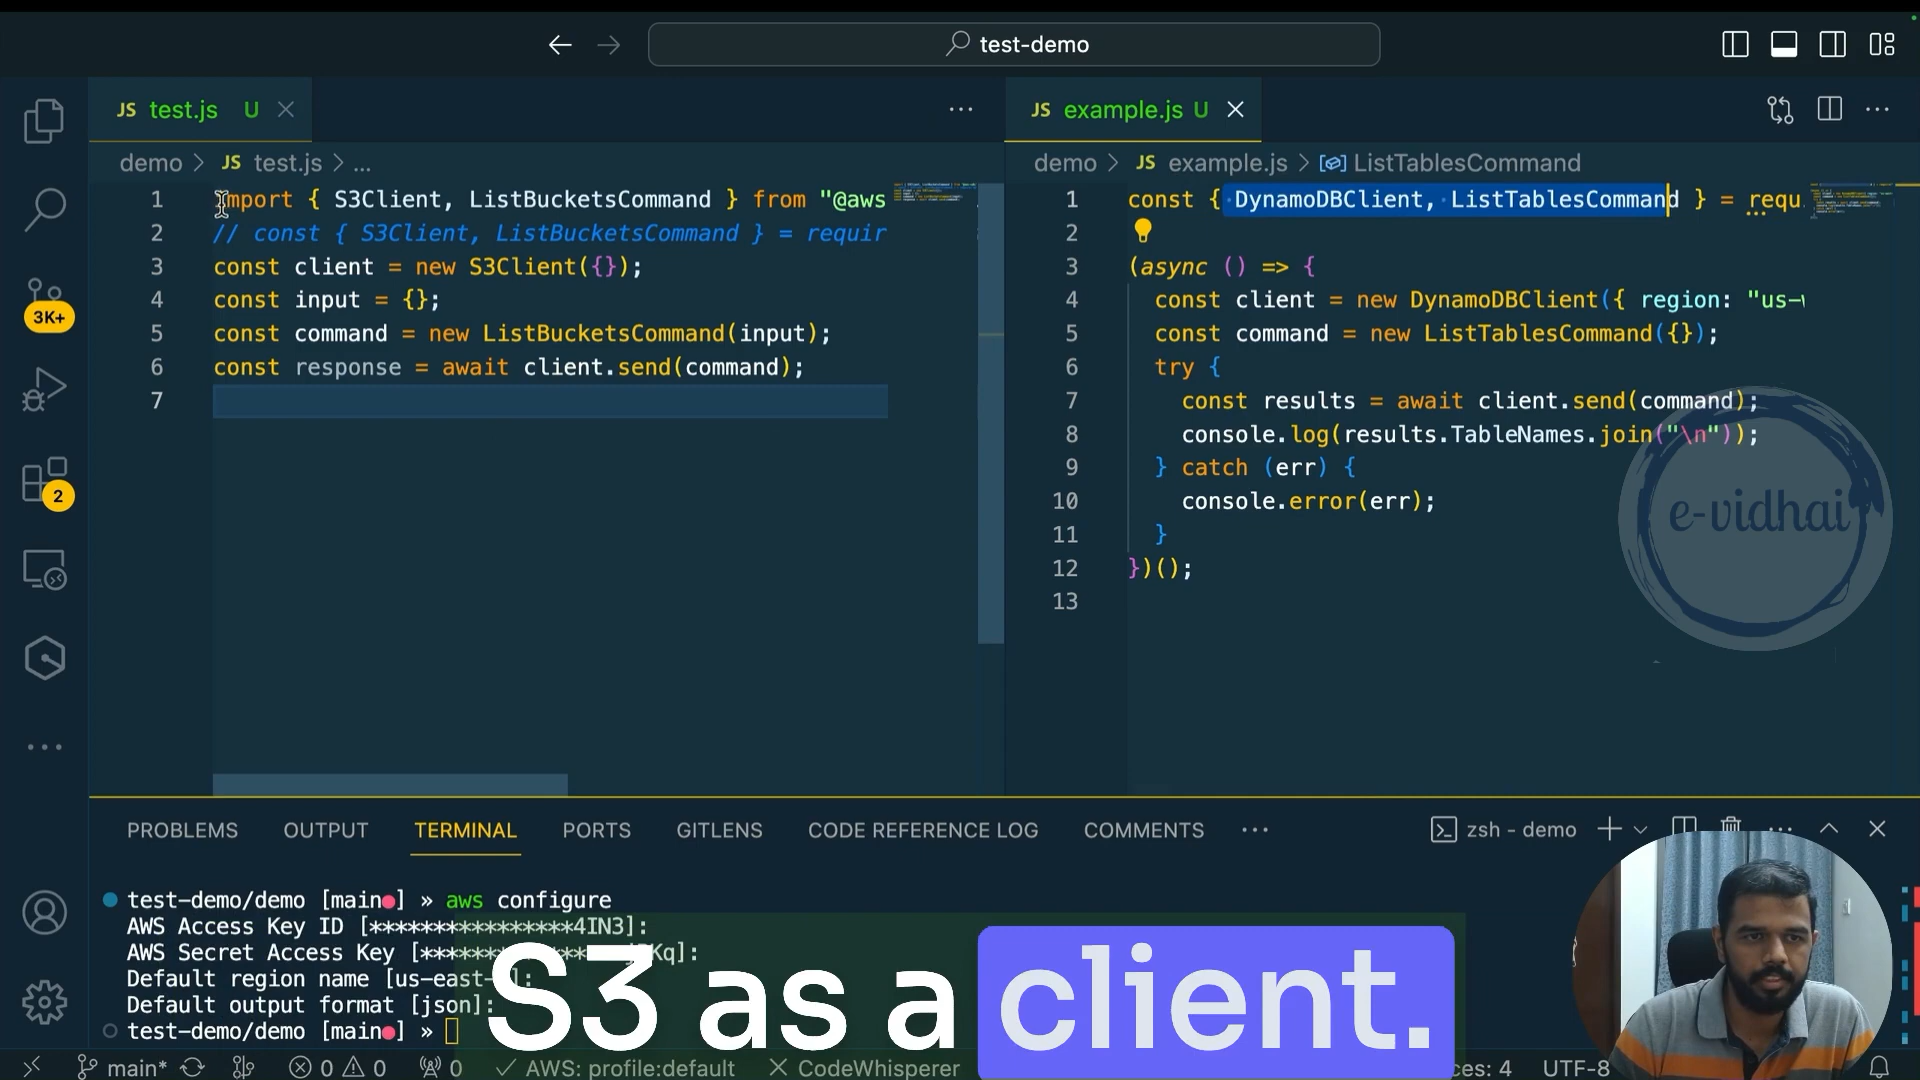 test-demo
JS test.js U
demo > JS test.js > ...
1 import { S3Client, ListBucketsCommand } from "@aws
2 // const { S3Client, ListBucketsCommand } = requir
3 const client = new S3Client({});
4 const input = {};
5 const command = new ListBucketsCommand(input);
6 const response = await client.send(command);
7
JS example.js U
demo > JS example.js > ListTablesCommand
1 const { DynamoDBClient, ListTablesCommand } = requ
2
3 (async () => {
4 const client = new DynamoDBClient({ region: "us-
5 const command = new ListTablesCommand({});
6 try {
7 const results = await client.send(command);
8 console.log(results.TableNames.join("\n"));
9 } catch (err) {
10 console.error(err);
11 }
12 })();
13
e-vidhai
3K+
2
PROBLEMS OUTPUT TERMINAL PORTS GITLENS CODE REFERENCE LOG COMMENTS ... zsh - demo
test-demo/demo [main●] » aws configure
AWS Access Key ID [****************4IN3]:
AWS Secret Access Key [Kq]:
Default region name [us-east-
Default output format [json]:
test-demo/demo [main●] »
S3 as a client.
main* 0 0 0 AWS: profile:default CodeWhisperer ces: 4 UTF-8